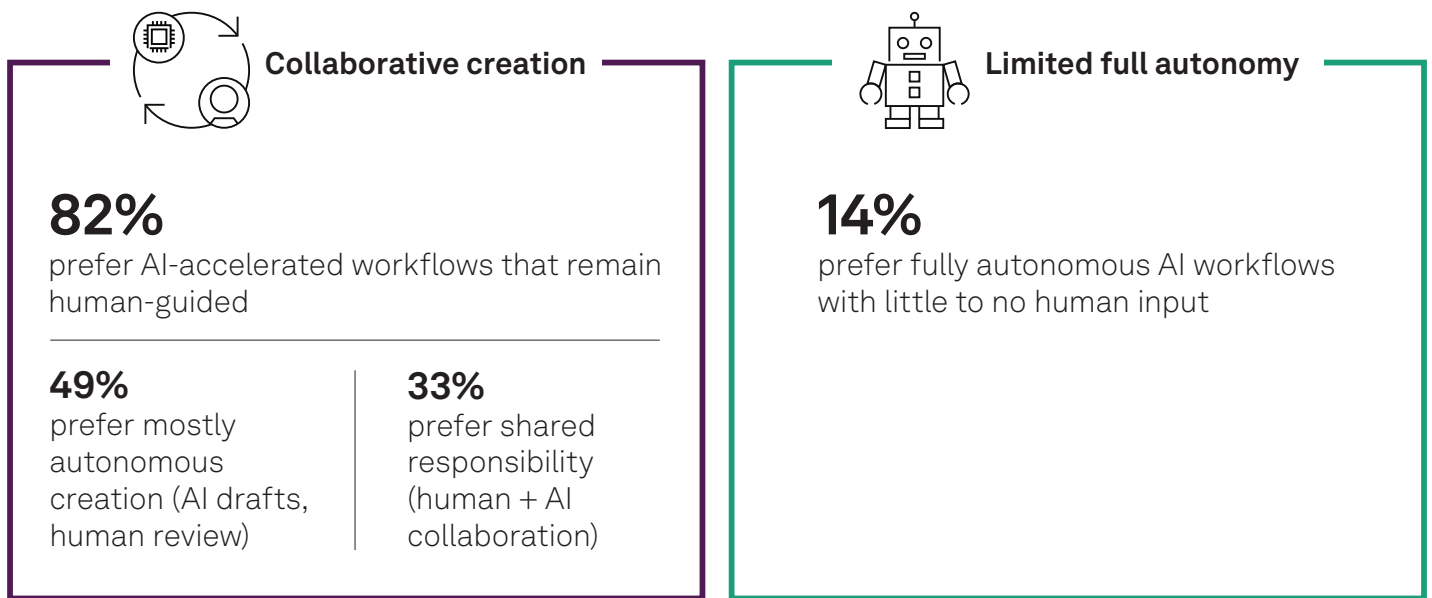 Collaborative creation
82%
prefer AI-accelerated workflows that remain
human-guided
49%
prefer mostly
autonomous
creation (AI drafts,
human review)
33%
prefer shared
responsibility
(human + AI
collaboration)
Limited full autonomy
14%
prefer fully autonomous AI workflows
with little to no human input